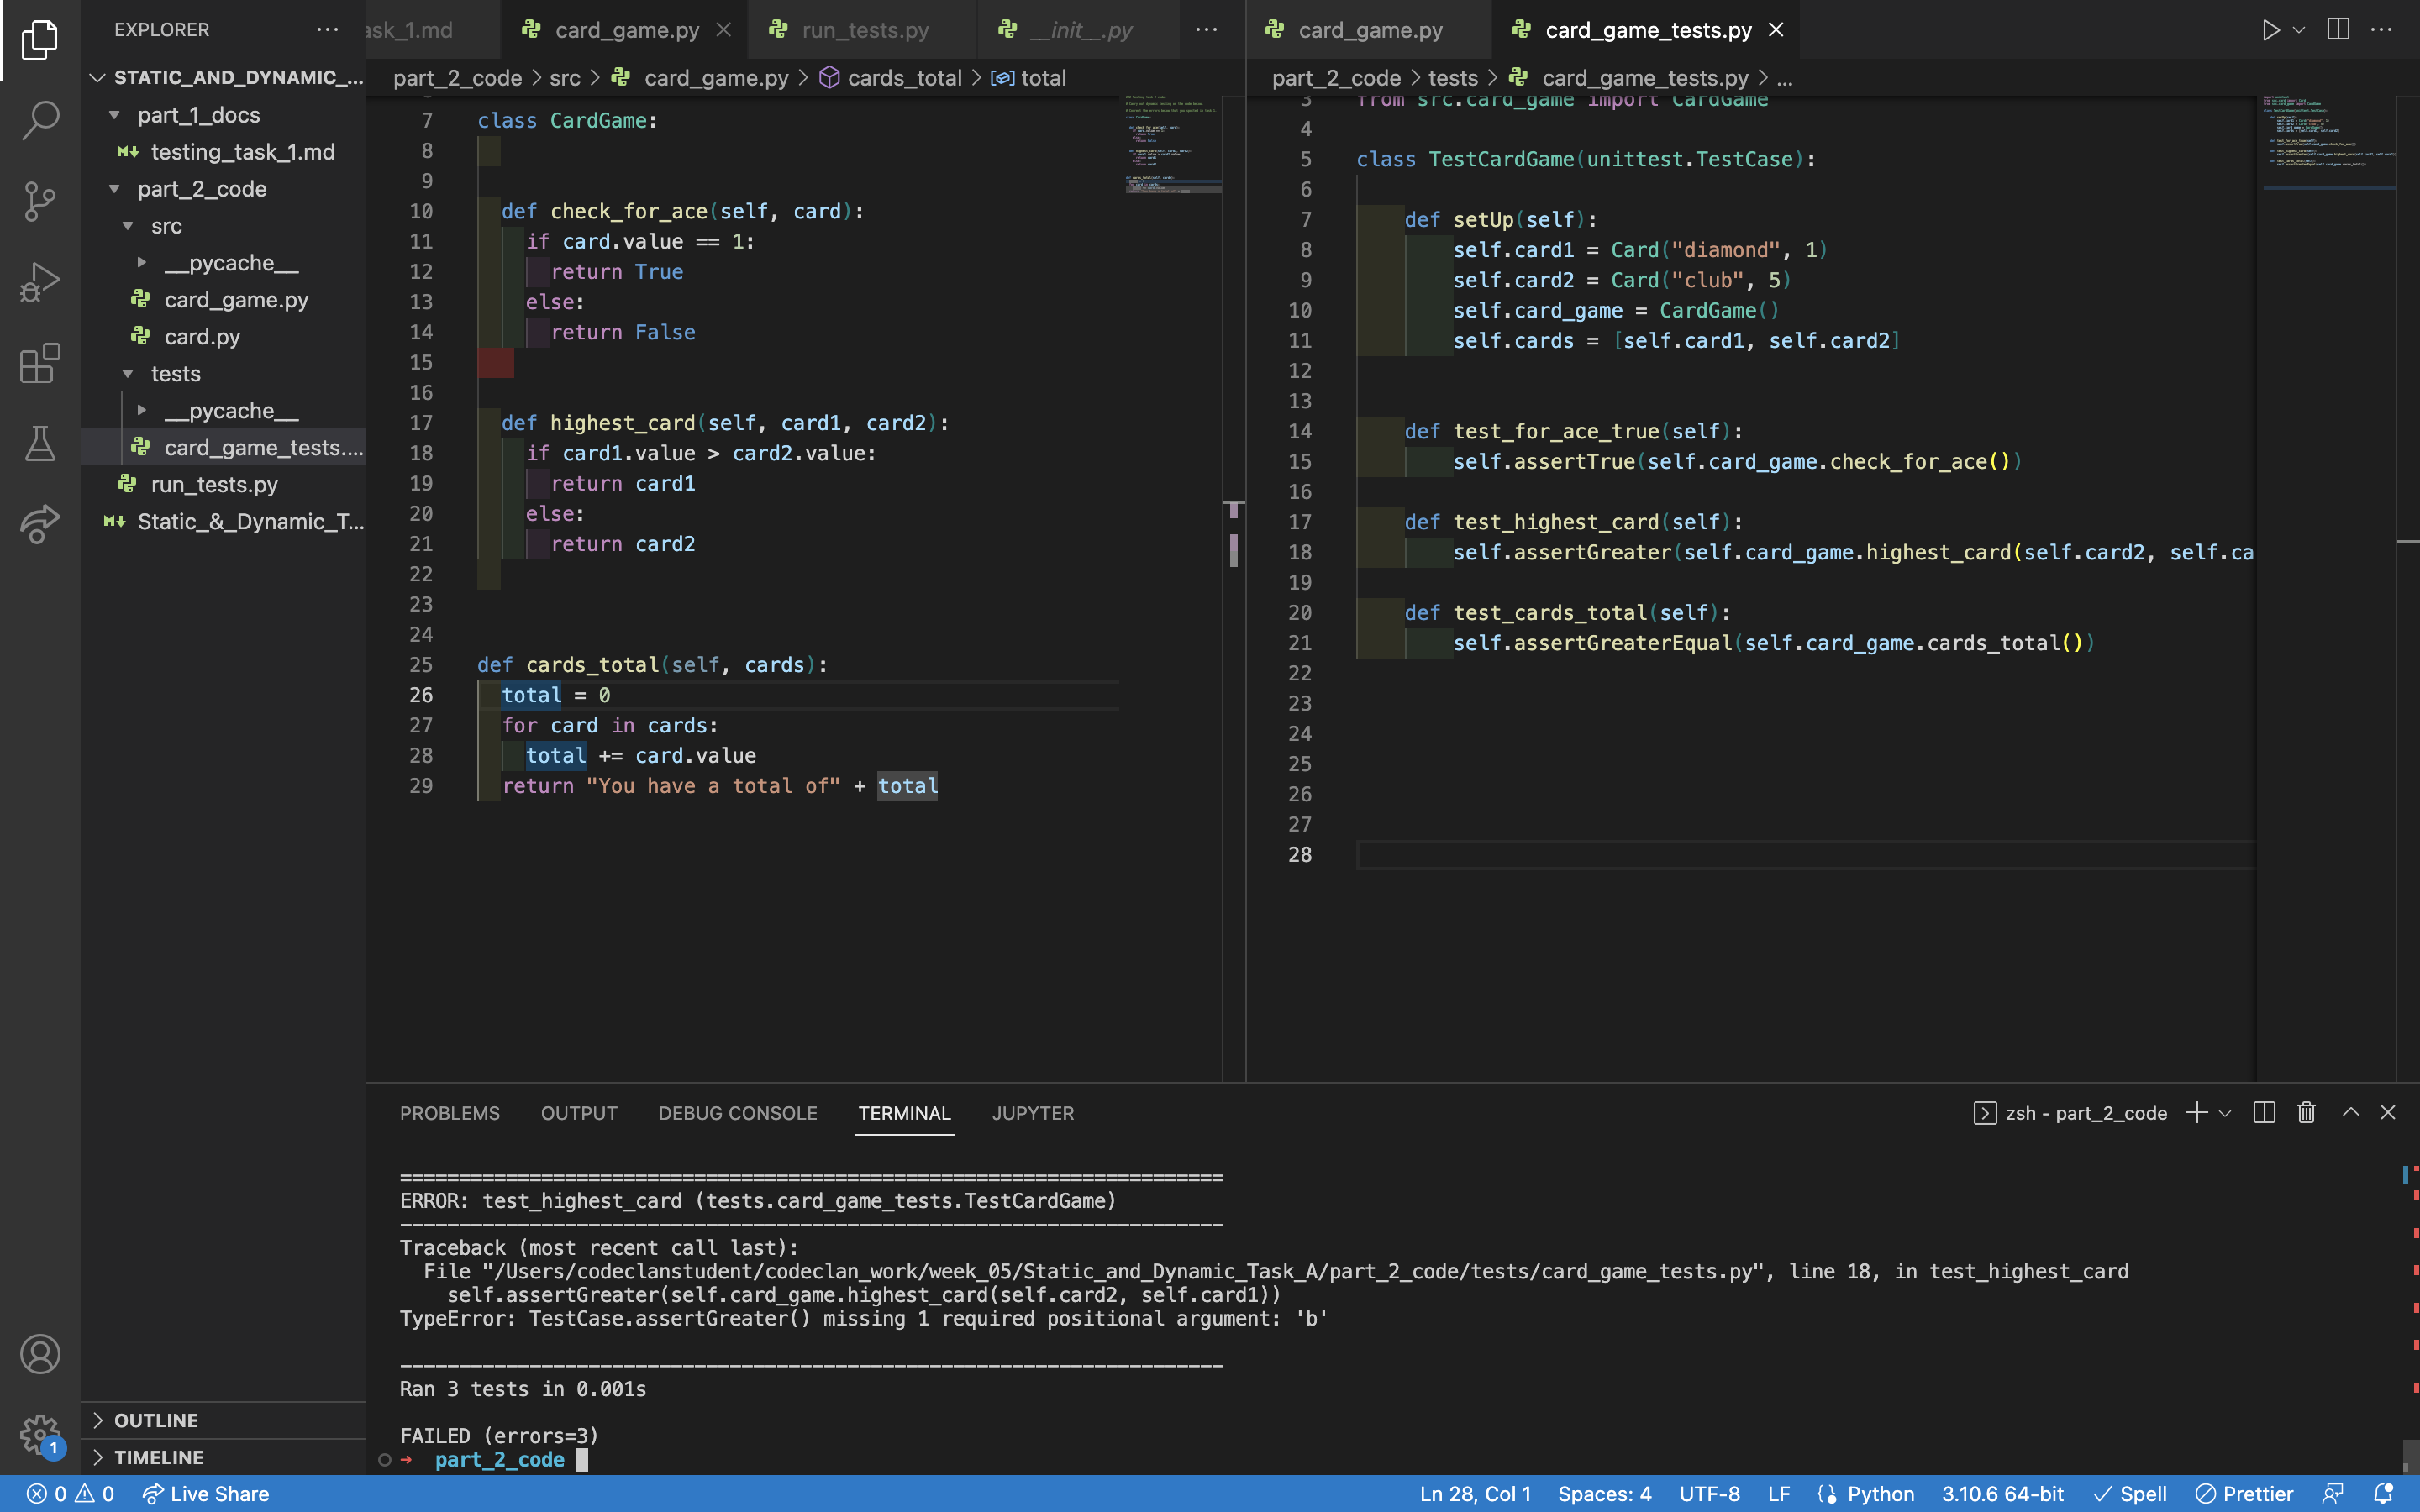 EXPLORER
STATIC_AND_DYNAMIC_...
part_1_docs
testing_task_1.md
part_2_code
src
__pycache__
card_game.py
card.py
tests
__pycache__
card_game_tests....
run_tests.py
Static_&_Dynamic_T...
OUTLINE
TIMELINE
1
ask_1.md
card_game.py
run_tests.py
__init__.py
part_2_code > src > card_game.py > cards_total > total
7 class CardGame:
8
9
10 def check_for_ace(self, card):
11 if card.value == 1:
12 return True
13 else:
14 return False
15
16
17 def highest_card(self, card1, card2):
18 if card1.value > card2.value:
19 return card1
20 else:
21 return card2
22
23
24
25 def cards_total(self, cards):
26 total = 0
27 for card in cards:
28 total += card.value
29 return "You have a total of" + total
card_game.py
card_game_tests.py
part_2_code > tests > card_game_tests.py > ...
3 from src.card_game import CardGame
4
5 class TestCardGame(unittest.TestCase):
6
7 def setUp(self):
8 self.card1 = Card("diamond", 1)
9 self.card2 = Card("club", 5)
10 self.card_game = CardGame()
11 self.cards = [self.card1, self.card2]
12
13
14 def test_for_ace_true(self):
15 self.assertTrue(self.card_game.check_for_ace())
16
17 def test_highest_card(self):
18 self.assertGreater(self.card_game.highest_card(self.card2, self.ca
19
20 def test_cards_total(self):
21 self.assertGreaterEqual(self.card_game.cards_total())
22
23
24
25
26
27
28
PROBLEMS OUTPUT DEBUG CONSOLE TERMINAL JUPYTER
zsh - part_2_code
======================================================================
ERROR: test_highest_card (tests.card_game_tests.TestCardGame)
----------------------------------------------------------------------
Traceback (most recent call last):
File "/Users/codeclanstudent/codeclan_work/week_05/Static_and_Dynamic_Task_A/part_2_code/tests/card_game_tests.py", line 18, in test_highest_card
self.assertGreater(self.card_game.highest_card(self.card2, self.card1))
TypeError: TestCase.assertGreater() missing 1 required positional argument: 'b'
----------------------------------------------------------------------
Ran 3 tests in 0.001s
FAILED (errors=3)
➜ part_2_code
0 0 Live Share
Ln 28, Col 1 Spaces: 4 UTF-8 LF Python 3.10.6 64-bit Spell Prettier